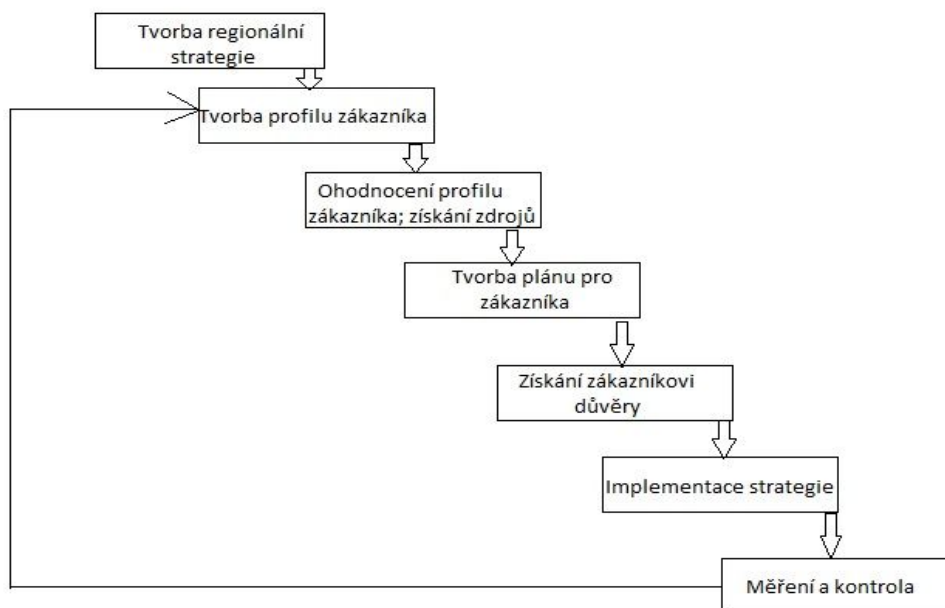 Tvorba regionální
strategie
Tvorba profilu zákazníka
Ohodnocení profilu
zákazníka; získání zdrojů
Tvorba plánu pro
zákazníka
Získání zákazníkovi
důvěry
Implementace strategie
Měření a kontrola